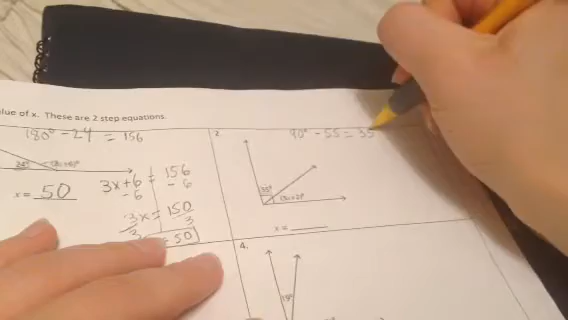 lue of x. These are 2 step equations.
180° - 24 = 156
24°
3x+6 = 156
-6 -6
3x = 150
3 3
= 50
x = 50
2.
90° - 55 = 35
55°
x =
4.
15°